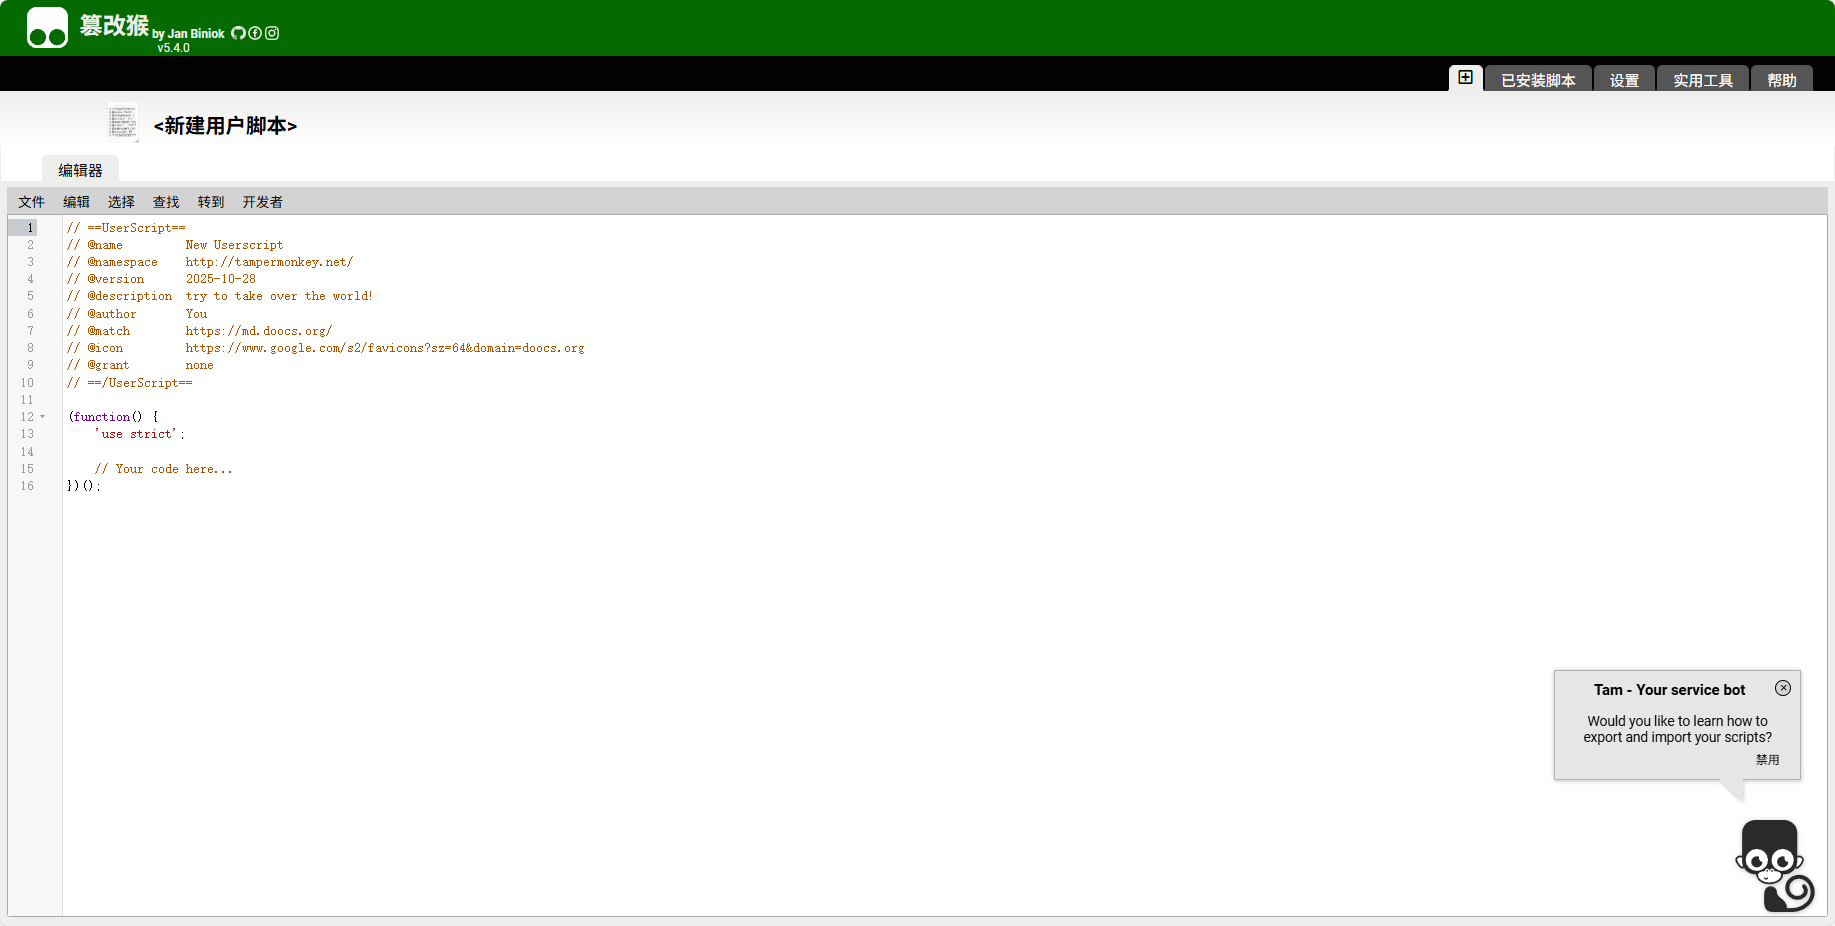 篡改猴 by Jan Biniok
v5.4.0
已安装脚本 设置 实用工具 帮助
<新建用户脚本>
编辑器
文件 编辑 选择 查找 转到 开发者
1 // ==UserScript==
2 // @name         New Userscript
3 // @namespace    http://tampermonkey.net/
4 // @version      2025-10-28
5 // @description  try to take over the world!
6 // @author       You
7 // @match        https://md.doocs.org/
8 // @icon         https://www.google.com/s2/favicons?sz=64&domain=doocs.org
9 // @grant        none
10 // ==/UserScript==
11
12 (function() {
13     'use strict';
14
15     // Your code here...
16 })();
Tam - Your service bot
Would you like to learn how to
export and import your scripts?
禁用